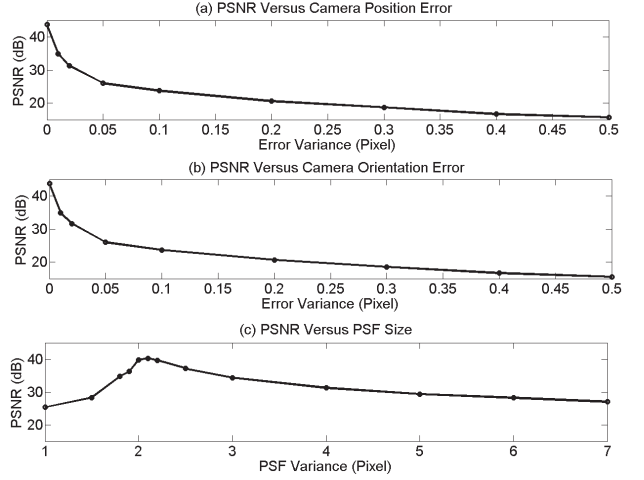 (a) PSNR Versus Camera Position Error
PSNR (dB)
40
30
20
0 0.05 0.1 0.15 0.2 0.25 0.3 0.35 0.4 0.45 0.5
Error Variance (Pixel)
(b) PSNR Versus Camera Orientation Error
PSNR (dB)
40
30
20
0 0.05 0.1 0.15 0.2 0.25 0.3 0.35 0.4 0.45 0.5
Error Variance (Pixel)
(c) PSNR Versus PSF Size
PSNR (dB)
40
30
20
1 2 3 4 5 6 7
PSF Variance (Pixel)